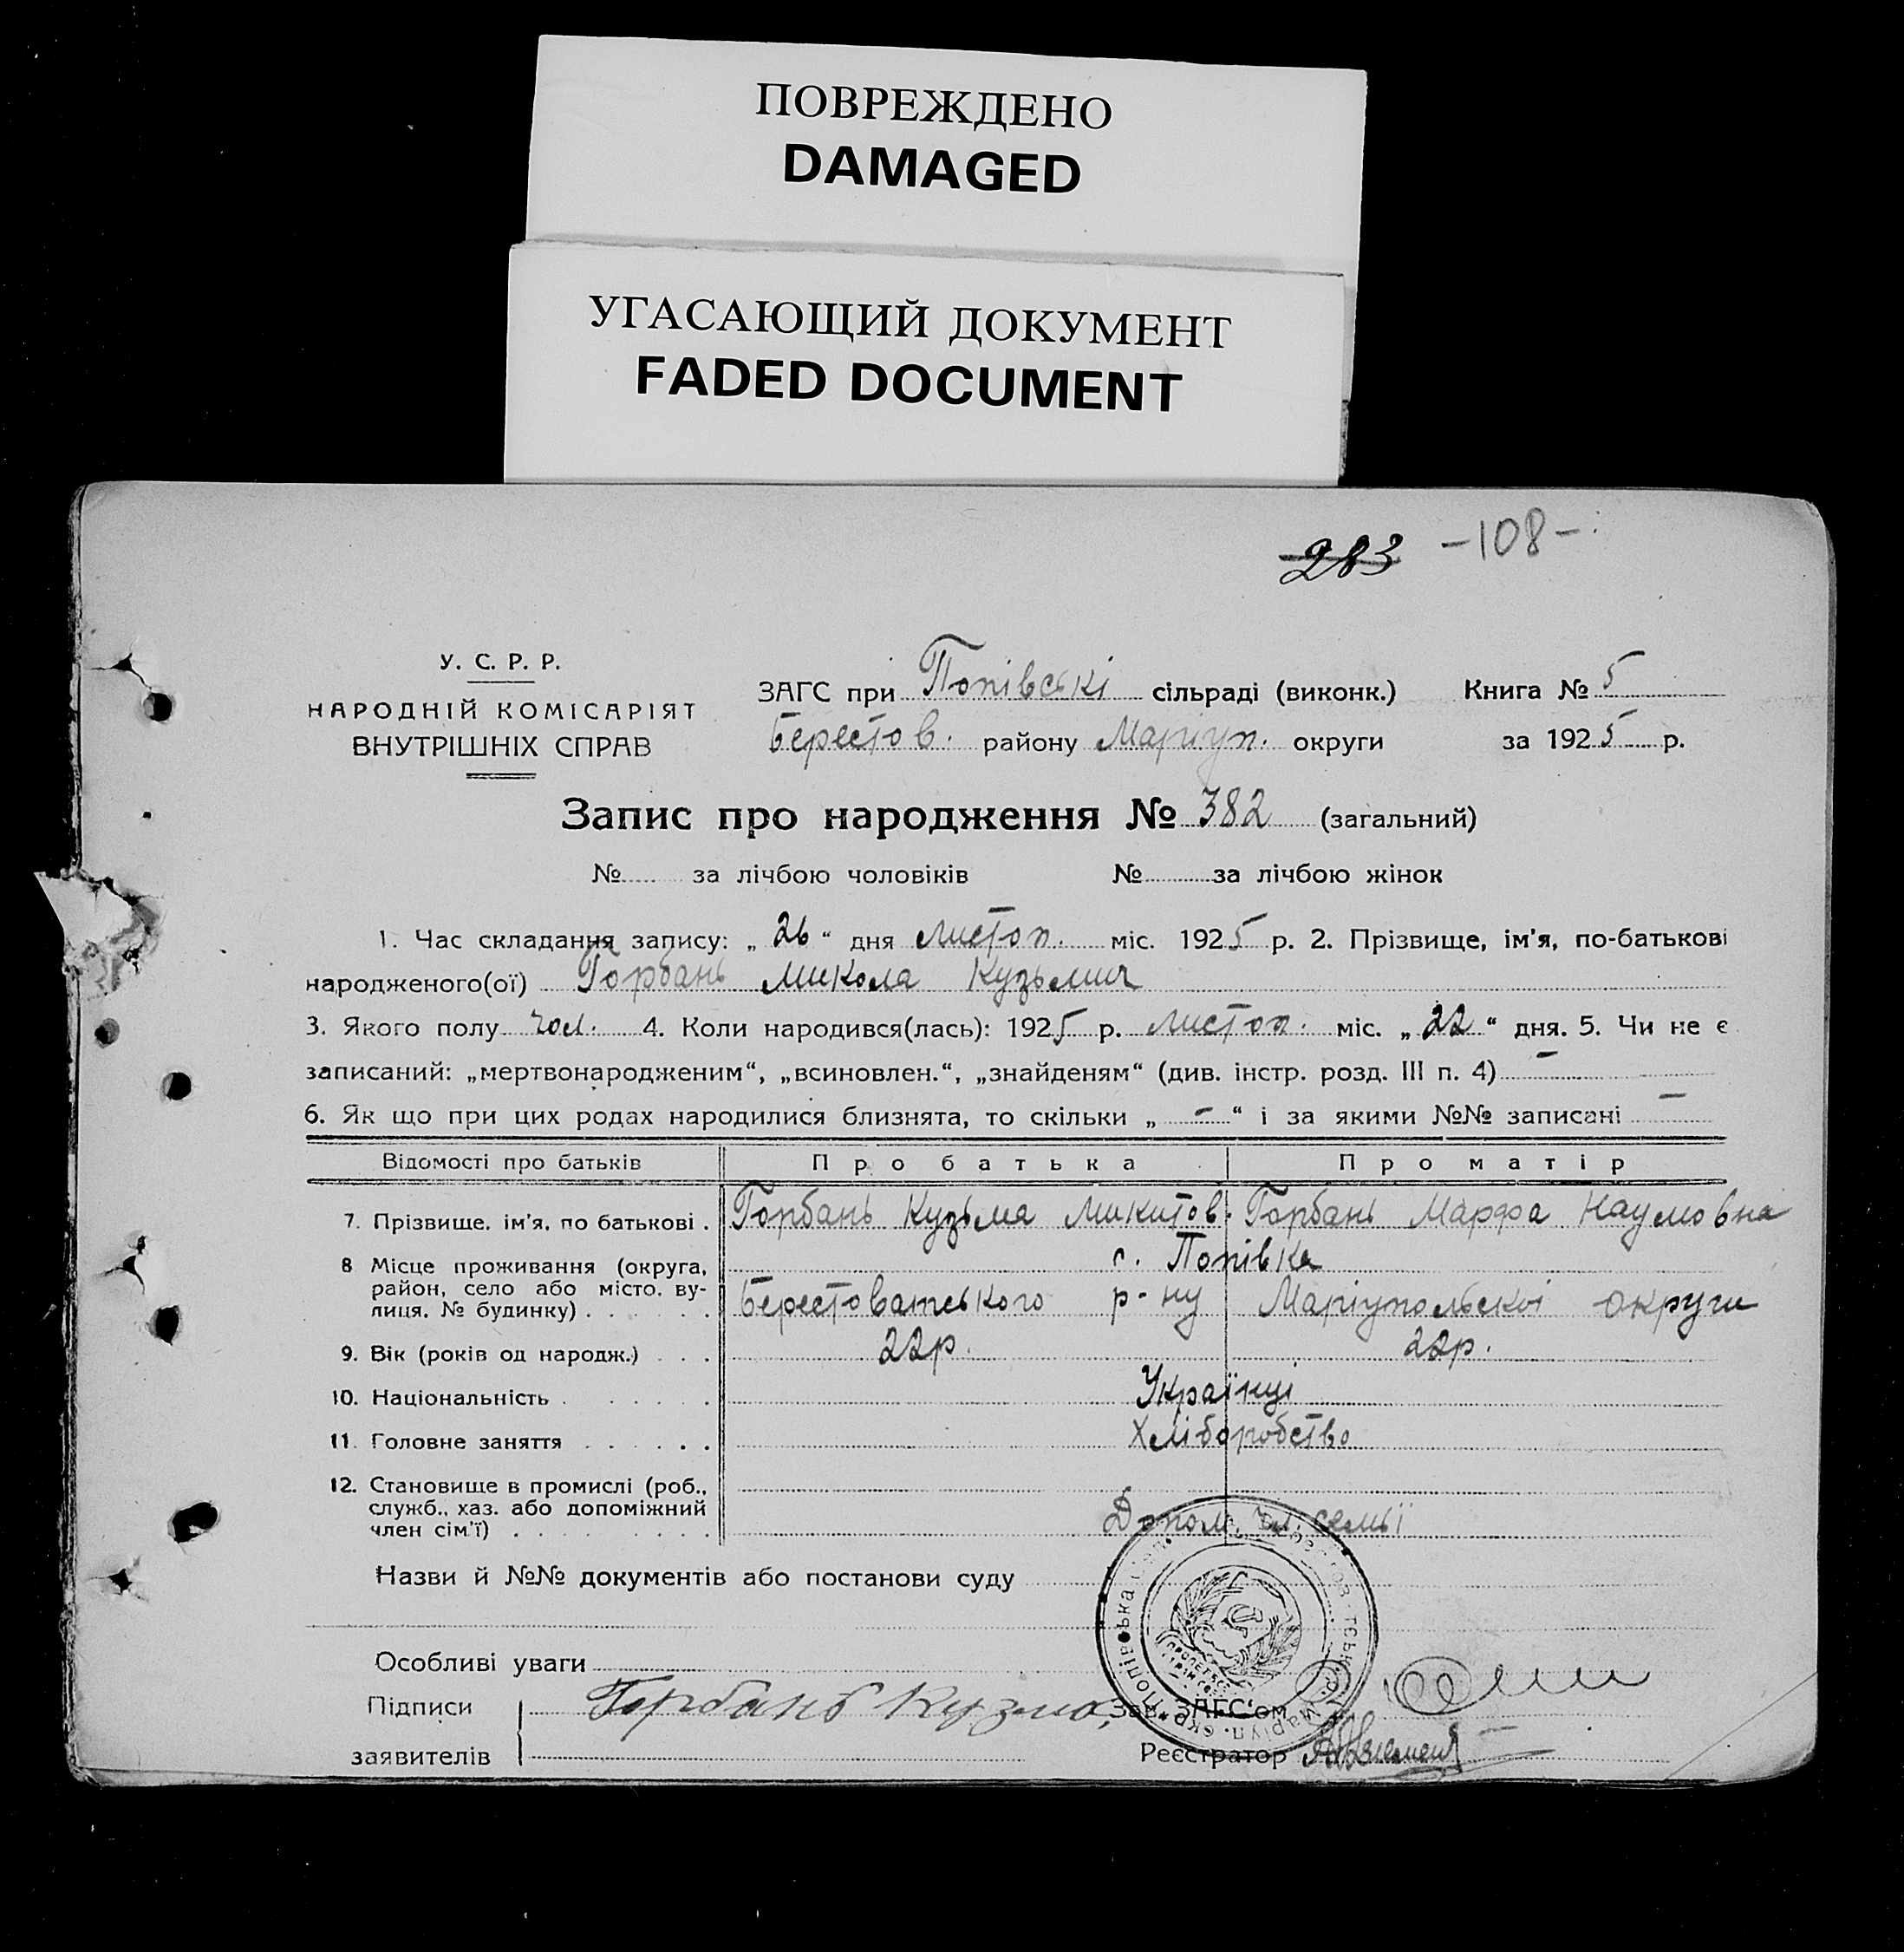 ПОВРЕЖДЕНО
DAMAGED
УГАСАЮЩИЙ ДОКУМЕНТ
FADED DOCUMENT
283 -108-
У. С. Р. Р.
НАРОДНІЙ КОМІСАРІЯТ
ВНУТРІШНІХ СПРАВ
ЗАГС при Попівські сільраді (виконк.) Книга № 5
Берестов. району Маріуп. округи за 1925 р.
Запис про народження № 382 (загальний)
№ за лічбою чоловіків № за лічбою жінок
1. Час складання запису: „ 26 “ дня Листоп. міс. 1925 р. 2. Прізвище, ім'я, по-батькові
народженого(ої) Горбань Микола Кузьмич
3. Якого полу чол. 4. Коли народився(лась): 1925 р. листоп. міс. „ 22 “ дня. 5. Чи не є
записаний: „мертвонародженим“, „всиновлен.“, „знайденям“ (див. інстр. розд. III п. 4) —
6. Як що при цих родах народилися близнята, то скільки „ — “ і за якими №№ записані —
Відомості про батьків Про батька Про матір
7. Прізвище, ім'я, по батькові . Горбань Кузьма Микитов. Горбань Марфа Наумовна
8 Місце проживання (округа, с. Попівка
район, село або місто, ву-
лиця, № будинку) . . . . . Берестоватського р-ну Маріупольскої округи
9. Вік (років од народж.) . . . 22р. 22р.
10. Національність . . . . . . Українці
11. Головне заняття . . . . . . Хліборобство
12. Становище в промислі (роб.,
служб., хаз. або допоміжний
член сім'ї) . . . . . . . . . Допом. чл. семьї
Назви й №№ документів або постанови суду
Особливі уваги
Підписи Горбань Кузма, Зав. ЗАГС'ом
заявителів Реєстратор